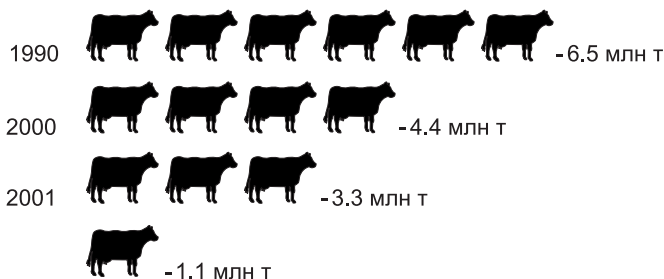 1990 -6.5 млн т
2000 -4.4 млн т
2001 -3.3 млн т
-1.1 млн т